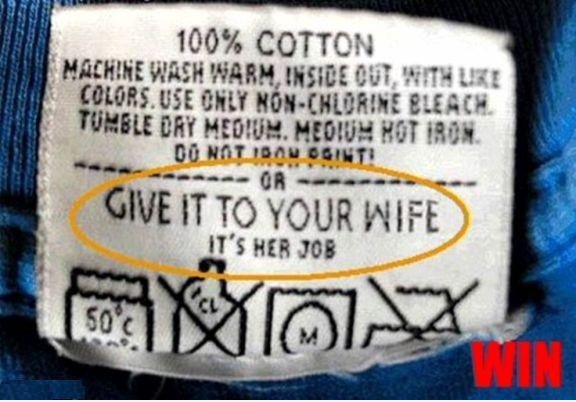 100% COTTON
MACHINE WASH WARM, INSIDE OUT, WITH LIKE
COLORS. USE ONLY NON-CHLORINE BLEACH.
TUMBLE DRY MEDIUM. MEDIUM HOT IRON.
DO NOT IRON PRINT!
OR
GIVE IT TO YOUR WIFE
IT'S HER JOB
50°C CL M
WIN